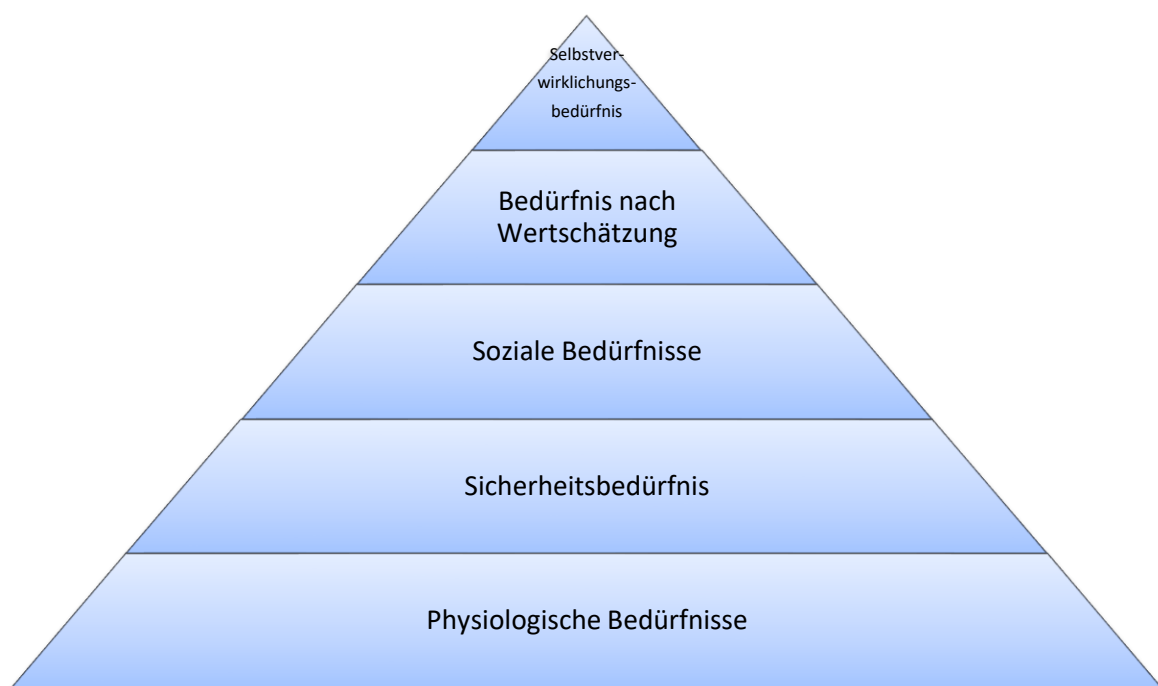 Selbstver-
wirklichungs-
bedürfnis
Bedürfnis nach
Wertschätzung
Soziale Bedürfnisse
Sicherheitsbedürfnis
Physiologische Bedürfnisse